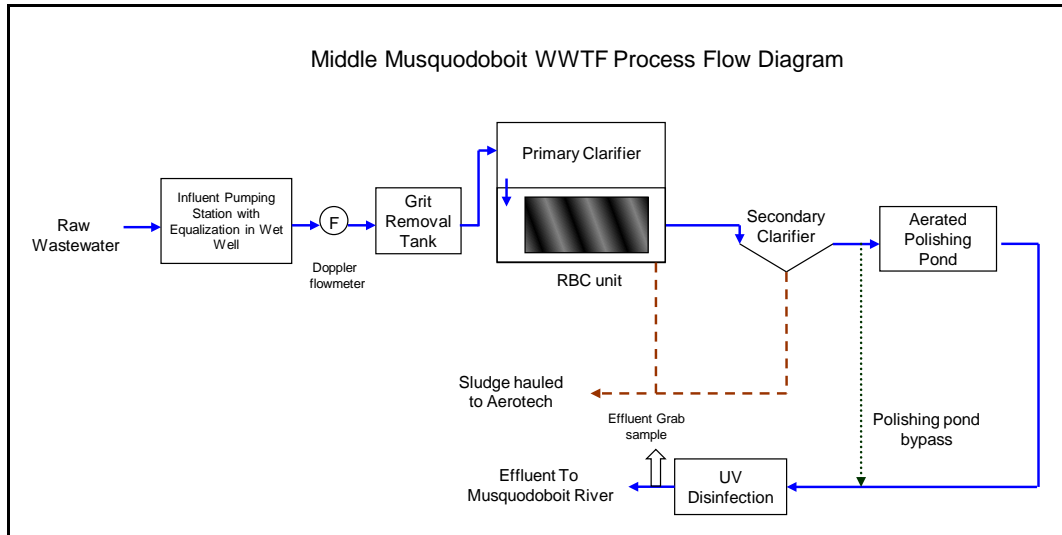 Middle Musquodoboit WWTF Process Flow Diagram
Raw
Wastewater
Influent Pumping
Station with
Equalization in Wet
Well
F
Doppler
flowmeter
Grit
Removal
Tank
Primary Clarifier
RBC unit
Secondary
Clarifier
Aerated
Polishing
Pond
Sludge hauled
to Aerotech
Polishing pond
bypass
Effluent Grab
sample
UV
Disinfection
Effluent To
Musquodoboit River